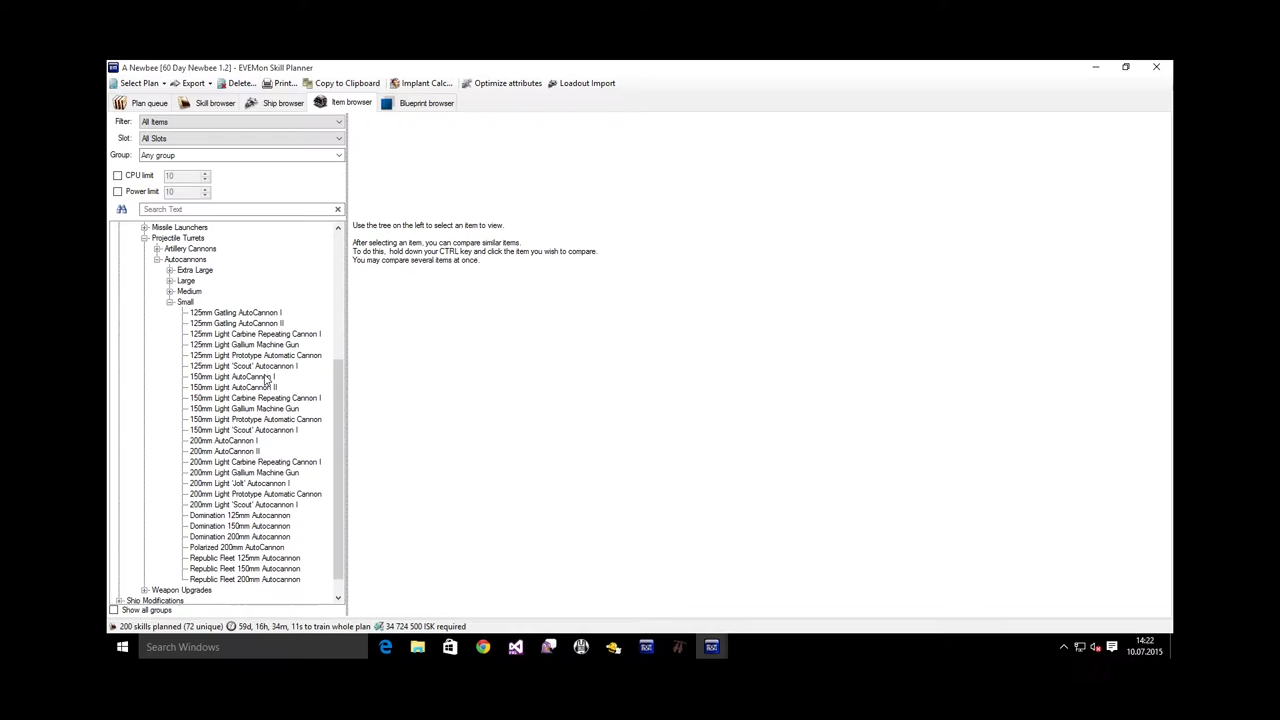 A Newbee [60 Day Newbee 1.2] - EVEMon Skill Planner
Select Plan Export Delete... Print... Copy to Clipboard Implant Calc... Optimize attributes Loadout Import
Plan queue Skill browser Ship browser Item browser Blueprint browser
Filter: All Items
Slot: All Slots
Group: Any group
CPU limit 10
Power limit 10
Search Text
Missile Launchers
Projectile Turrets
Artillery Cannons
Autocannons
Extra Large
Large
Medium
Small
125mm Gatling AutoCannon I
125mm Gatling AutoCannon II
125mm Light Carbine Repeating Cannon I
125mm Light Gallium Machine Gun
125mm Light Prototype Automatic Cannon
125mm Light 'Scout' Autocannon I
150mm Light AutoCannon I
150mm Light AutoCannon II
150mm Light Carbine Repeating Cannon I
150mm Light Gallium Machine Gun
150mm Light Prototype Automatic Cannon
150mm Light 'Scout' Autocannon I
200mm AutoCannon I
200mm AutoCannon II
200mm Light Carbine Repeating Cannon I
200mm Light Gallium Machine Gun
200mm Light 'Jolt' Autocannon I
200mm Light Prototype Automatic Cannon
200mm Light 'Scout' Autocannon I
Domination 125mm Autocannon
Domination 150mm Autocannon
Domination 200mm Autocannon
Polarized 200mm AutoCannon
Republic Fleet 125mm Autocannon
Republic Fleet 150mm Autocannon
Republic Fleet 200mm Autocannon
Weapon Upgrades
Ship Modifications
Show all groups
Use the tree on the left to select an item to view.
After selecting an item, you can compare similar items.
To do this, hold down your CTRL key and click the item you wish to compare.
You may compare several items at once.
200 skills planned (72 unique) 59d, 16h, 34m, 11s to train whole plan 34 724 500 ISK required
Search Windows
14:22
10.07.2015